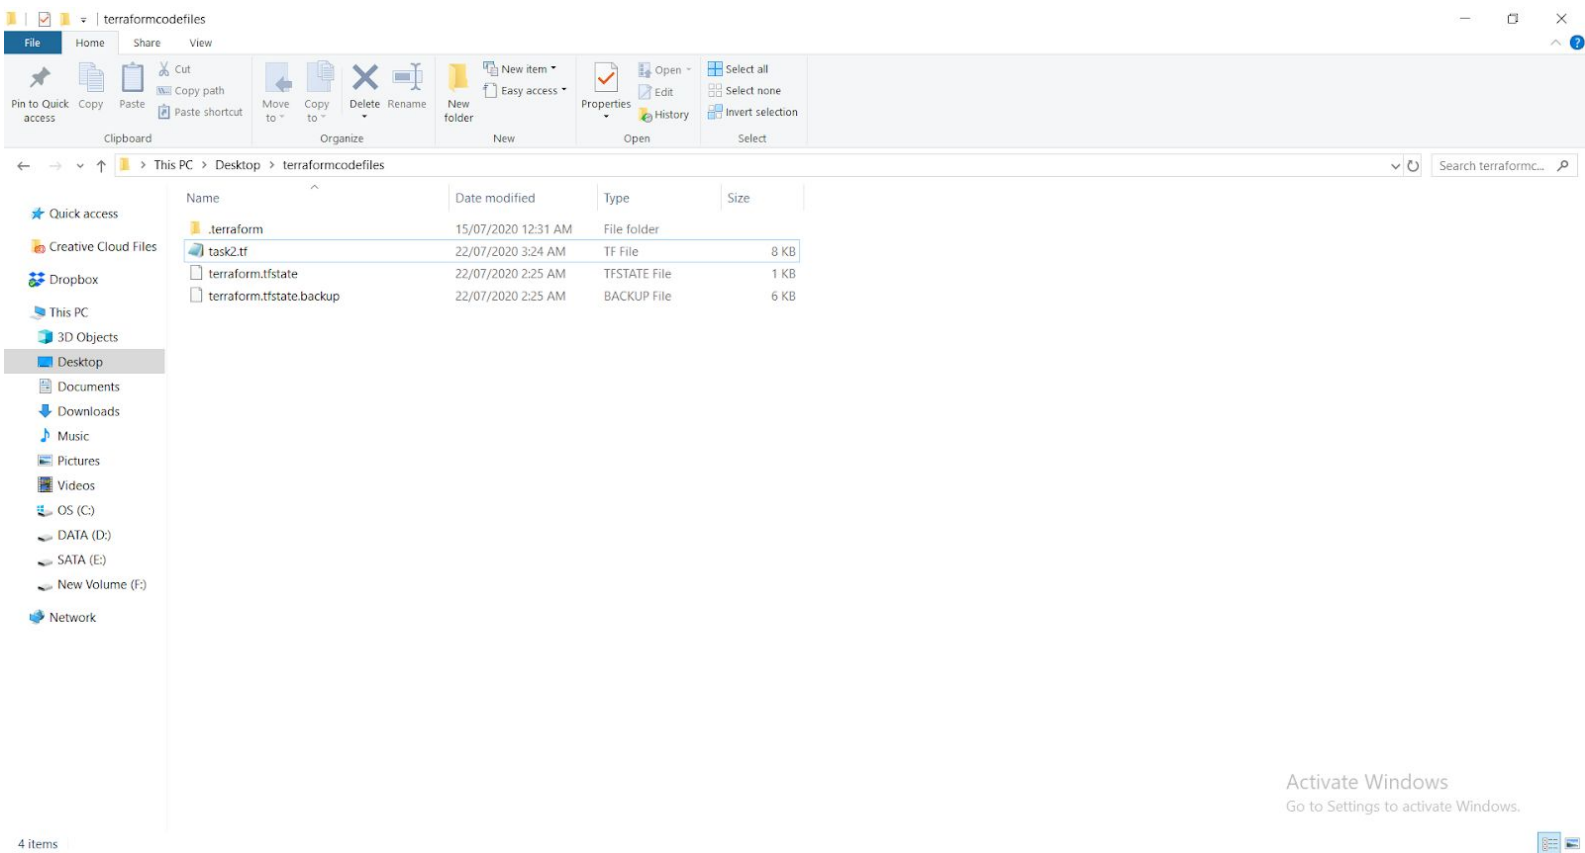 terraformcodefiles
File Home Share View
Pin to Quick access
Copy
Paste
Cut
Copy path
Paste shortcut
Clipboard
Move to
Copy to
Delete
Rename
Organize
New folder
New item
Easy access
New
Properties
Open
Edit
History
Open
Select all
Select none
Invert selection
Select
This PC > Desktop > terraformcodefiles
Search terraformc...
Name Date modified Type Size
.terraform 15/07/2020 12:31 AM File folder
task2.tf 22/07/2020 3:24 AM TF File 8 KB
terraform.tfstate 22/07/2020 2:25 AM TFSTATE File 1 KB
terraform.tfstate.backup 22/07/2020 2:25 AM BACKUP File 6 KB
Quick access
Creative Cloud Files
Dropbox
This PC
3D Objects
Desktop
Documents
Downloads
Music
Pictures
Videos
OS (C:)
DATA (D:)
SATA (E:)
New Volume (F:)
Network
Activate Windows
Go to Settings to activate Windows.
4 items